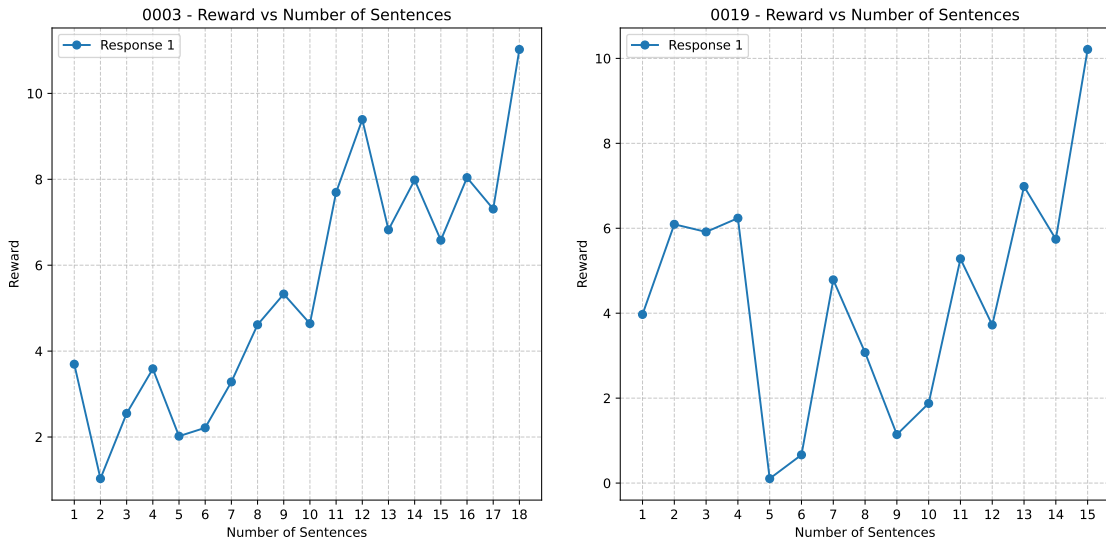 0003 - Reward vs Number of Sentences
Response 1
Reward
10
8
6
4
2
1 2 3 4 5 6 7 8 9 10 11 12 13 14 15 16 17 18
Number of Sentences
0019 - Reward vs Number of Sentences
Response 1
Reward
10
8
6
4
2
0
1 2 3 4 5 6 7 8 9 10 11 12 13 14 15
Number of Sentences